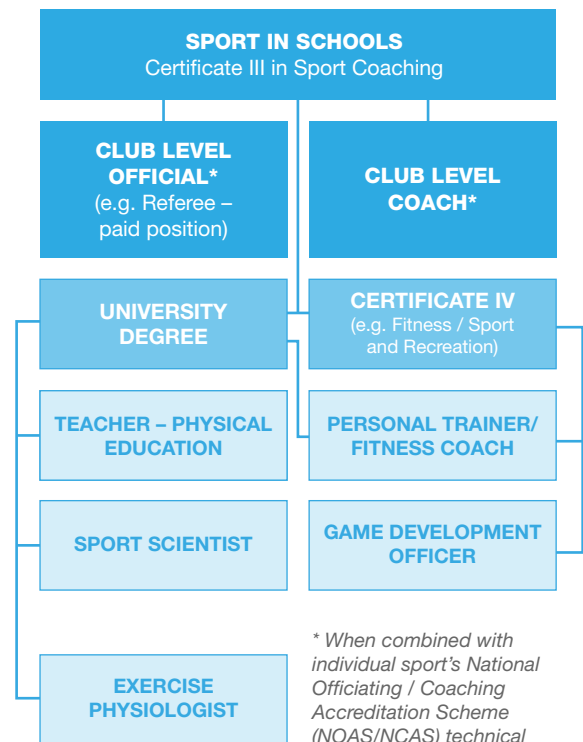 SPORT IN SCHOOLS
Certificate III in Sport Coaching
CLUB LEVEL
OFFICIAL*
(e.g. Referee –
paid position)
CLUB LEVEL
COACH*
UNIVERSITY
DEGREE
CERTIFICATE IV
(e.g. Fitness / Sport
and Recreation)
TEACHER – PHYSICAL
EDUCATION
PERSONAL TRAINER/
FITNESS COACH
SPORT SCIENTIST
GAME DEVELOPMENT
OFFICER
EXERCISE
PHYSIOLOGIST
* When combined with
individual sport's National
Officiating / Coaching
Accreditation Scheme
(NOAS/NCAS) technical